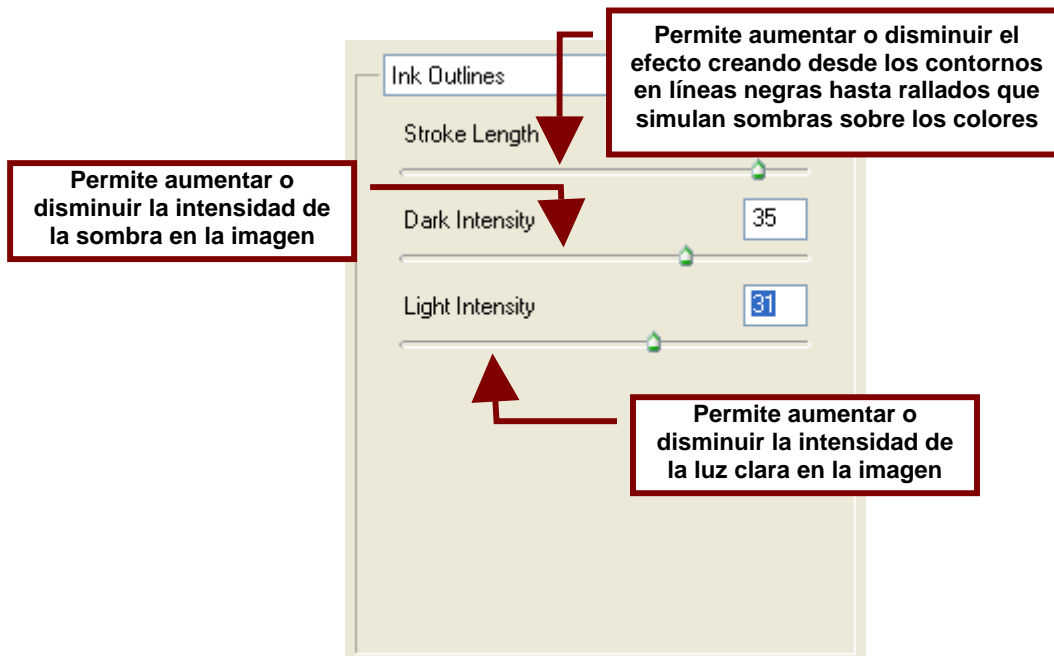 Permite aumentar o disminuir el
efecto creando desde los contornos
en líneas negras hasta rallados que
simulan sombras sobre los colores
Ink Outlines
Stroke Length
Permite aumentar o
disminuir la intensidad de
la sombra en la imagen
Dark Intensity
35
Light Intensity
31
Permite aumentar o
disminuir la intensidad de
la luz clara en la imagen